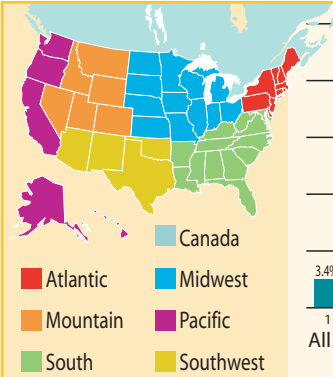 Canada
Atlantic
Midwest
Mountain
Pacific
South
Southwest
3.4%
1
All